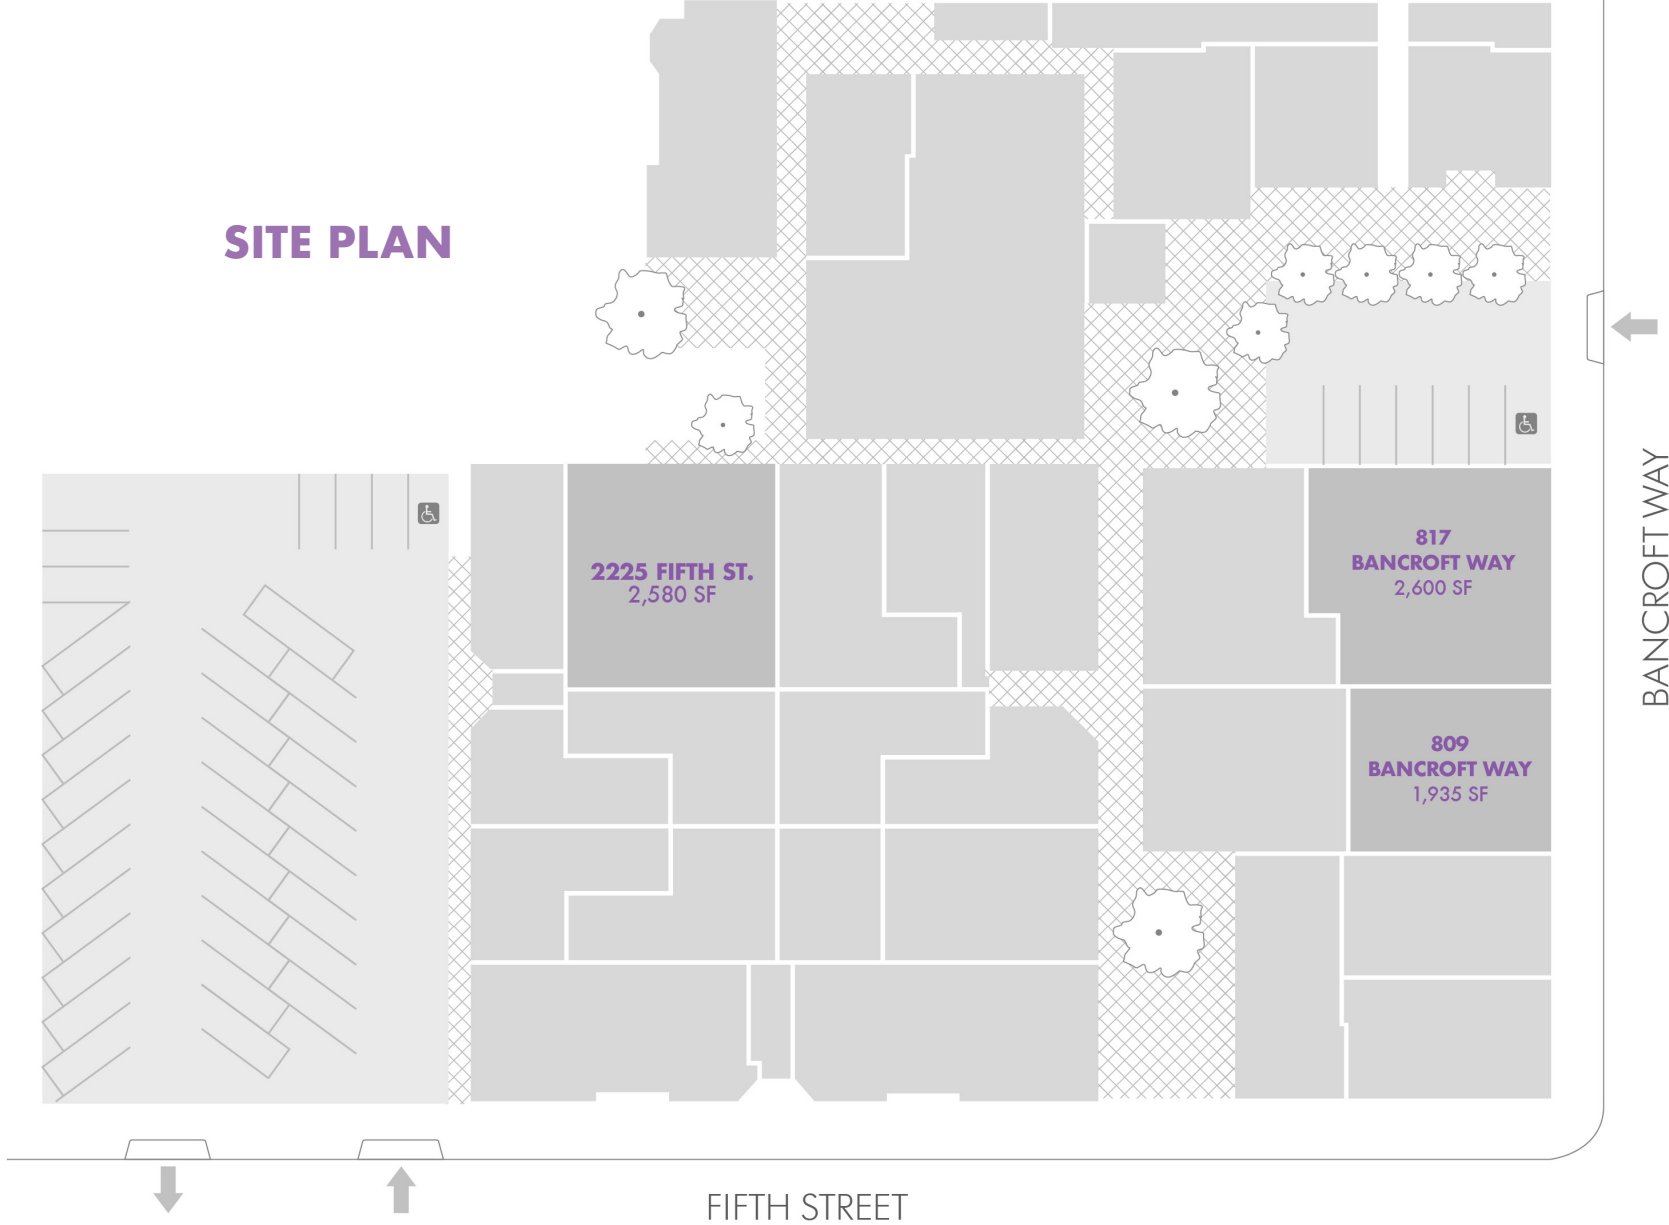 SITE PLAN
2225 FIFTH ST.
2,580 SF
817
BANCROFT WAY
2,600 SF
809
BANCROFT WAY
1,935 SF
BANCROFT WAY
FIFTH STREET